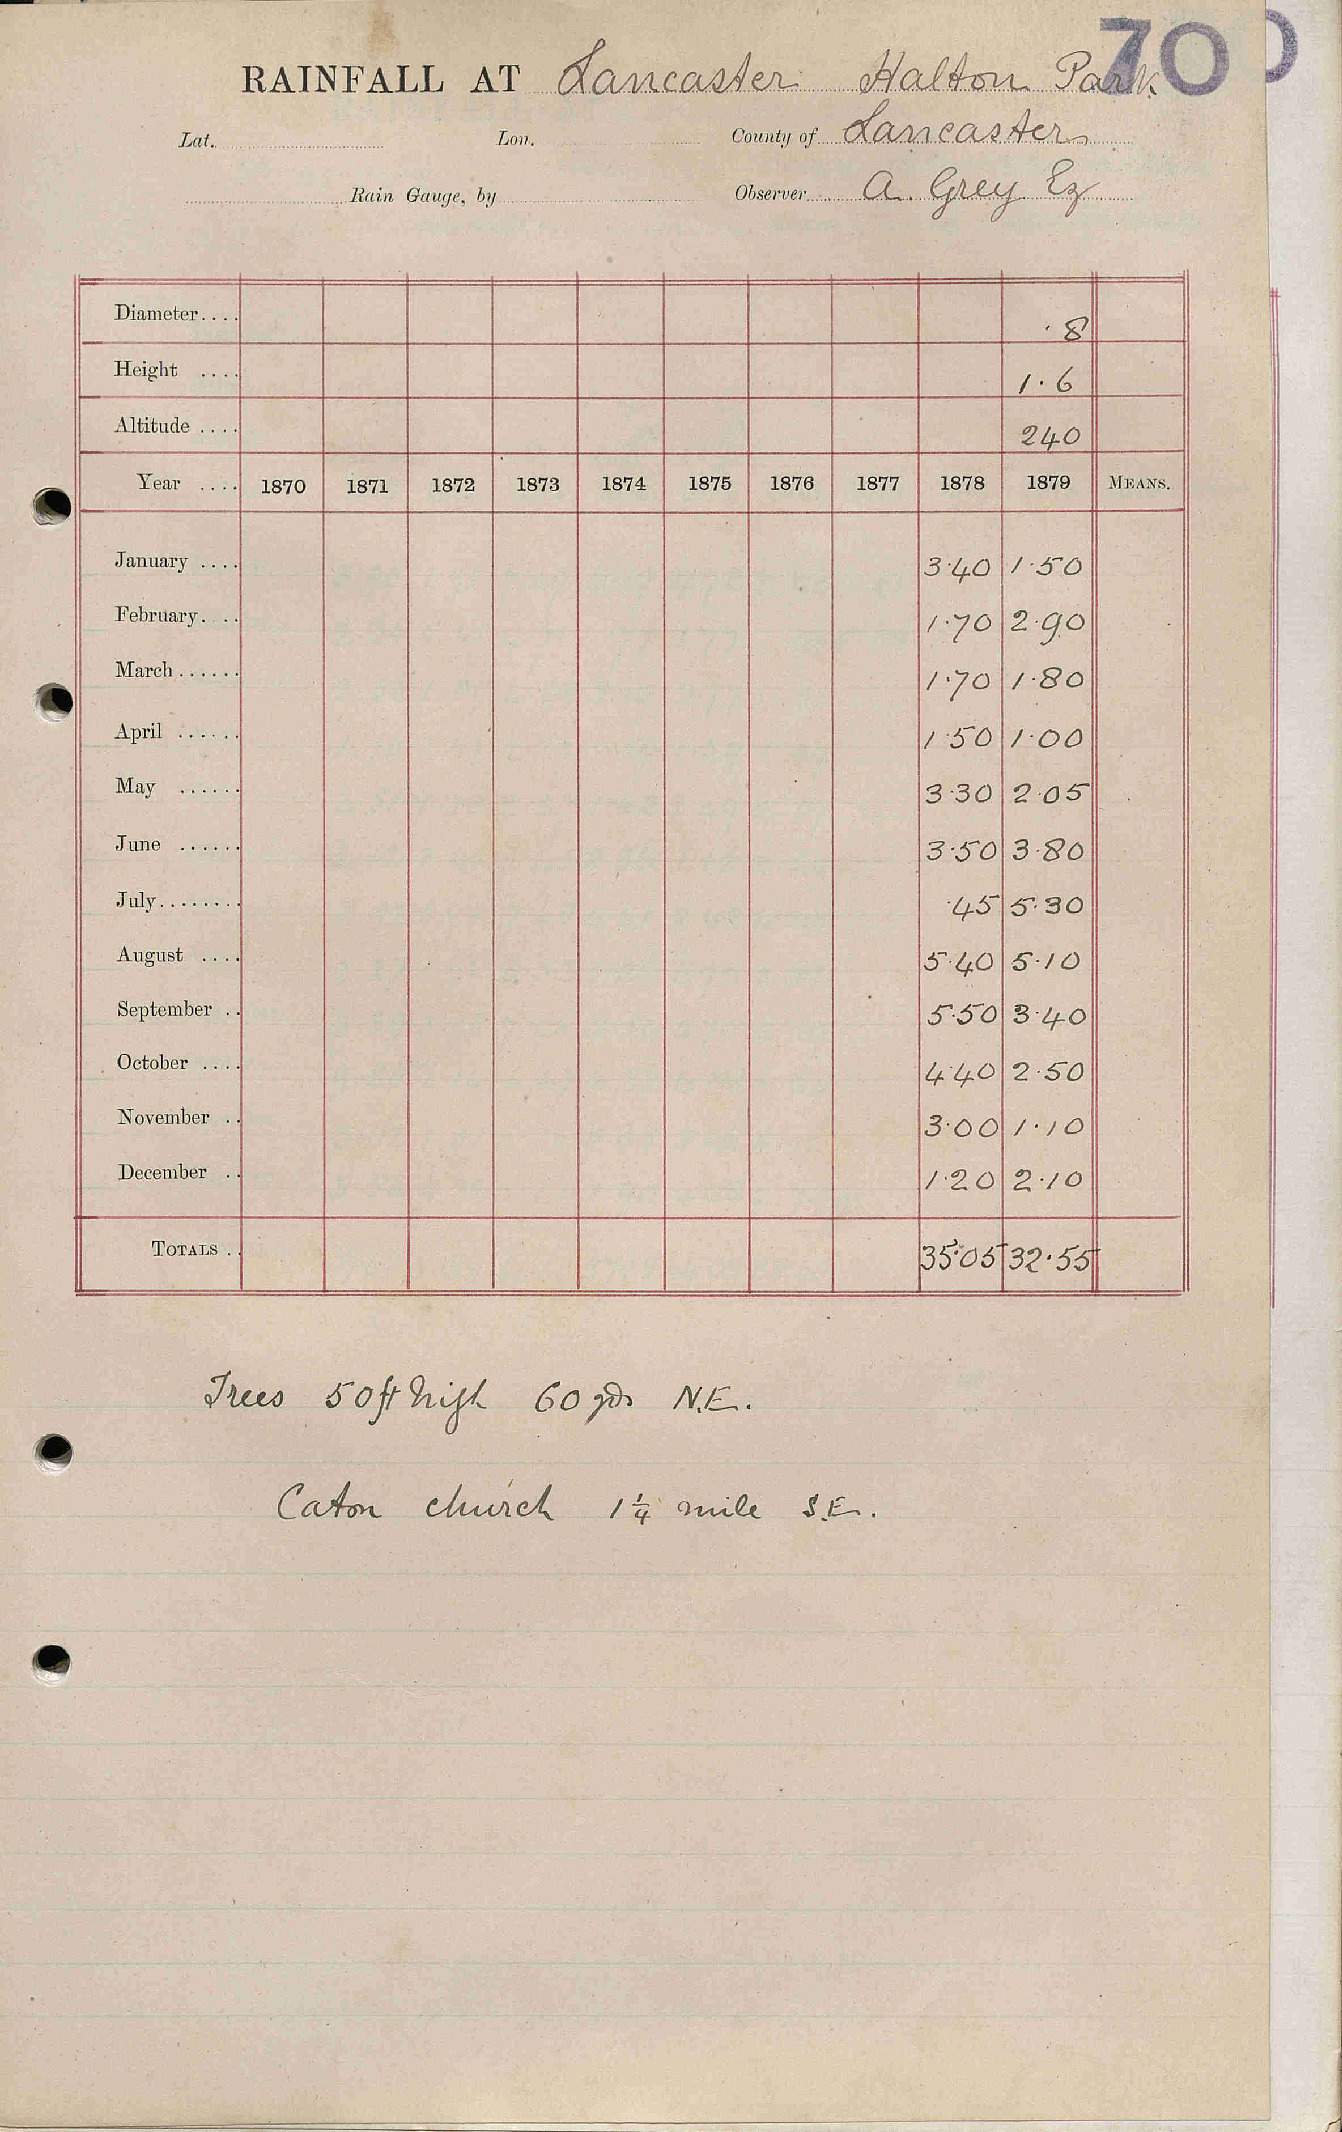 70
RAINFALL AT Lancaster Halton Park
Lat. Lon. County of Lancaster
Rain Gauge, by Observer A. Grey Eq
Diameter.... .8
Height .... 1.6
Altitude .... 240
Year .... 1870 1871 1872 1873 1874 1875 1876 1877 1878 1879 MEANS.
January .... 3.40 1.50
February.... 1.70 2.90
March...... 1.70 1.80
April ...... 1.50 1.00
May ...... 3.30 2.05
June ...... 3.50 3.80
July........ .45 5.30
August .... 5.40 5.10
September .. 5.50 3.40
October .... 4.40 2.50
November .. 3.00 1.10
December .. 1.20 2.10
TOTALS .. 35.05 32.55
Trees 50ft high 60 yds N.E.
Caton church 1¼ mile S.E.